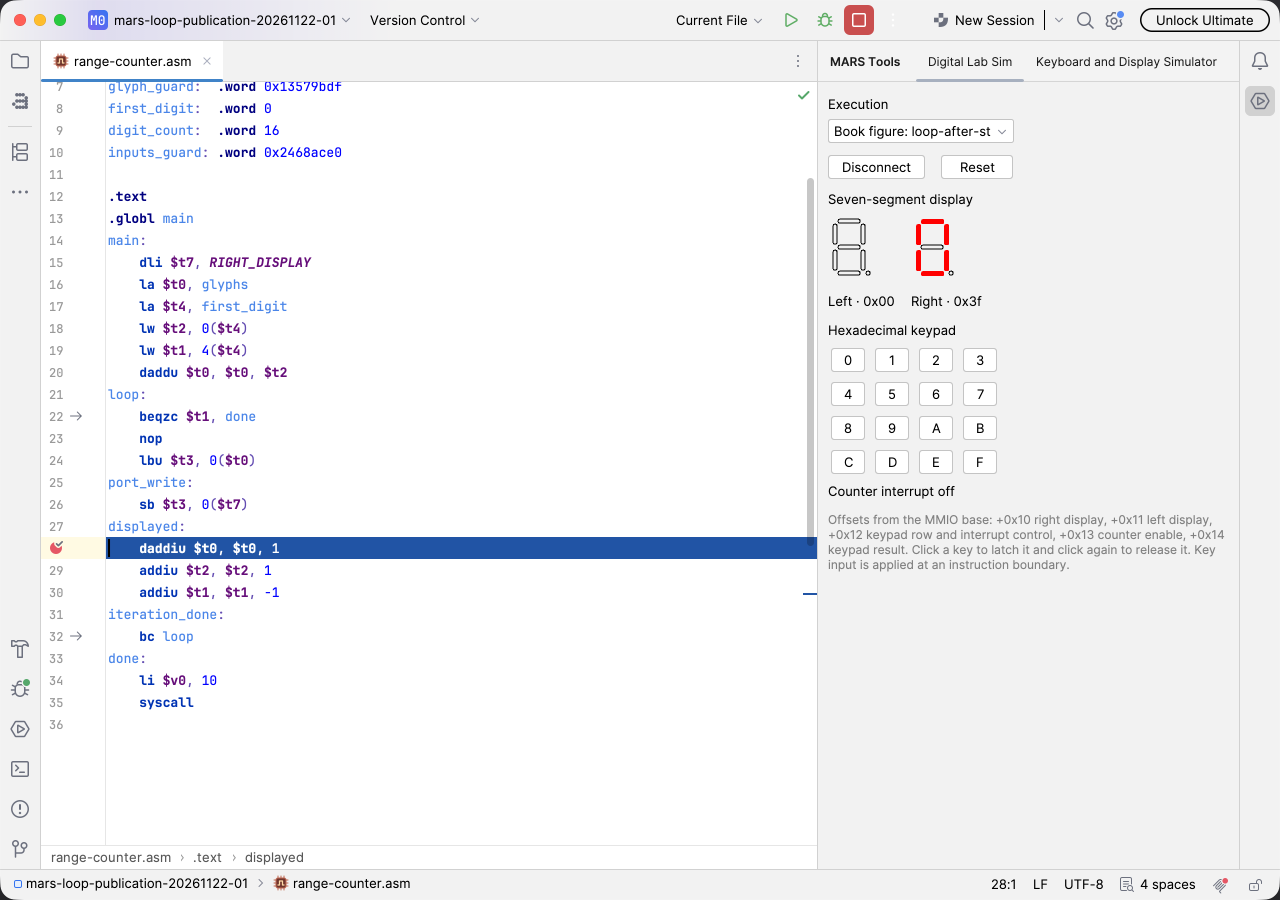 M0 mars-loop-publication-20261122-01 Version Control Current File New Session Unlock Ultimate
range-counter.asm
MARS Tools Digital Lab Sim Keyboard and Display Simulator
7 glyph_guard: .word 0x13579bdf
8 first_digit: .word 0
9 digit_count: .word 16
10 inputs_guard: .word 0x2468ace0
11
12 .text
13 .globl main
14 main:
15 dli $t7, RIGHT_DISPLAY
16 la $t0, glyphs
17 la $t4, first_digit
18 lw $t2, 0($t4)
19 lw $t1, 4($t4)
20 daddu $t0, $t0, $t2
21 loop:
22 beqzc $t1, done
23 nop
24 lbu $t3, 0($t0)
25 port_write:
26 sb $t3, 0($t7)
27 displayed:
daddiu $t0, $t0, 1
29 addiu $t2, $t2, 1
30 addiu $t1, $t1, -1
31 iteration_done:
32 bc loop
33 done:
34 li $v0, 10
35 syscall
36
Execution
Book figure: loop-after-st
Disconnect Reset
Seven-segment display
Left · 0x00 Right · 0x3f
Hexadecimal keypad
0 1 2 3
4 5 6 7
8 9 A B
C D E F
Counter interrupt off
Offsets from the MMIO base: +0x10 right display, +0x11 left display,
+0x12 keypad row and interrupt control, +0x13 counter enable, +0x14
keypad result. Click a key to latch it and click again to release it. Key
input is applied at an instruction boundary.
range-counter.asm › .text › displayed
mars-loop-publication-20261122-01 › range-counter.asm 28:1 LF UTF-8 4 spaces